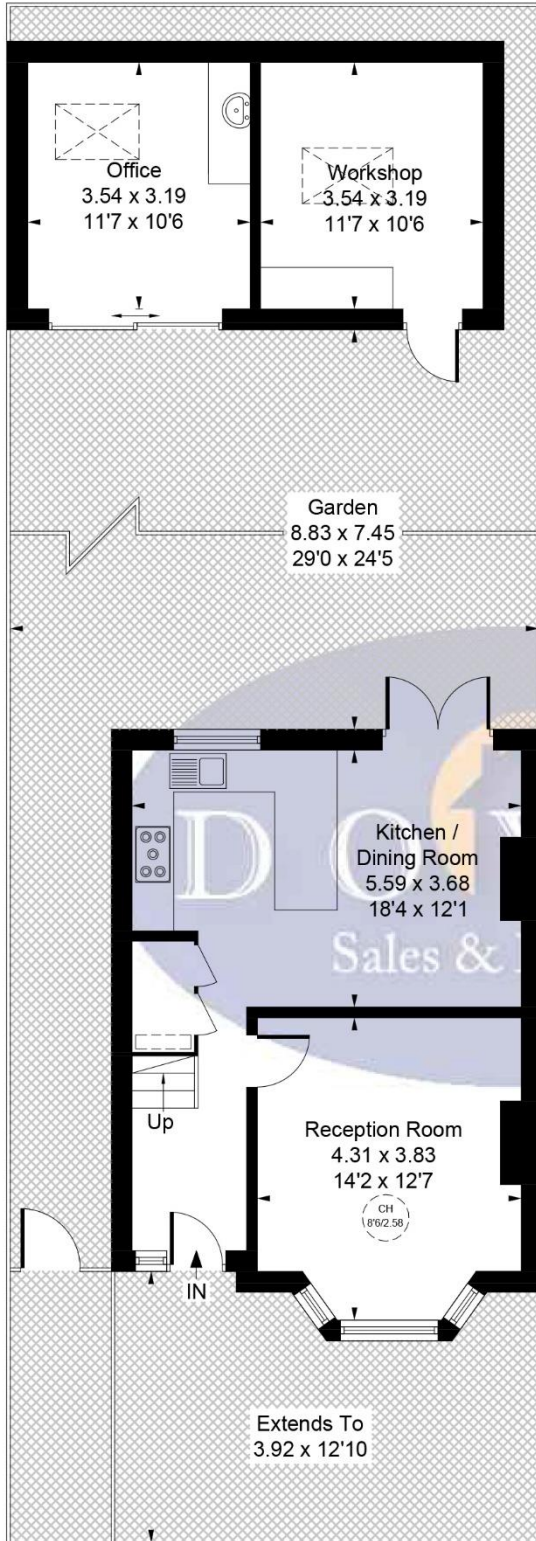 Office
3.54 x 3.19
11'7 x 10'6
Workshop
3.54 x 3.19
11'7 x 10'6
Garden
8.83 x 7.45
29'0 x 24'5
Kitchen /
Dining Room
5.59 x 3.68
18'4 x 12'1
Sales &
Up
Reception Room
4.31 x 3.83
14'2 x 12'7
CH
8'6/2.58
IN
Extends To
3.92 x 12'10